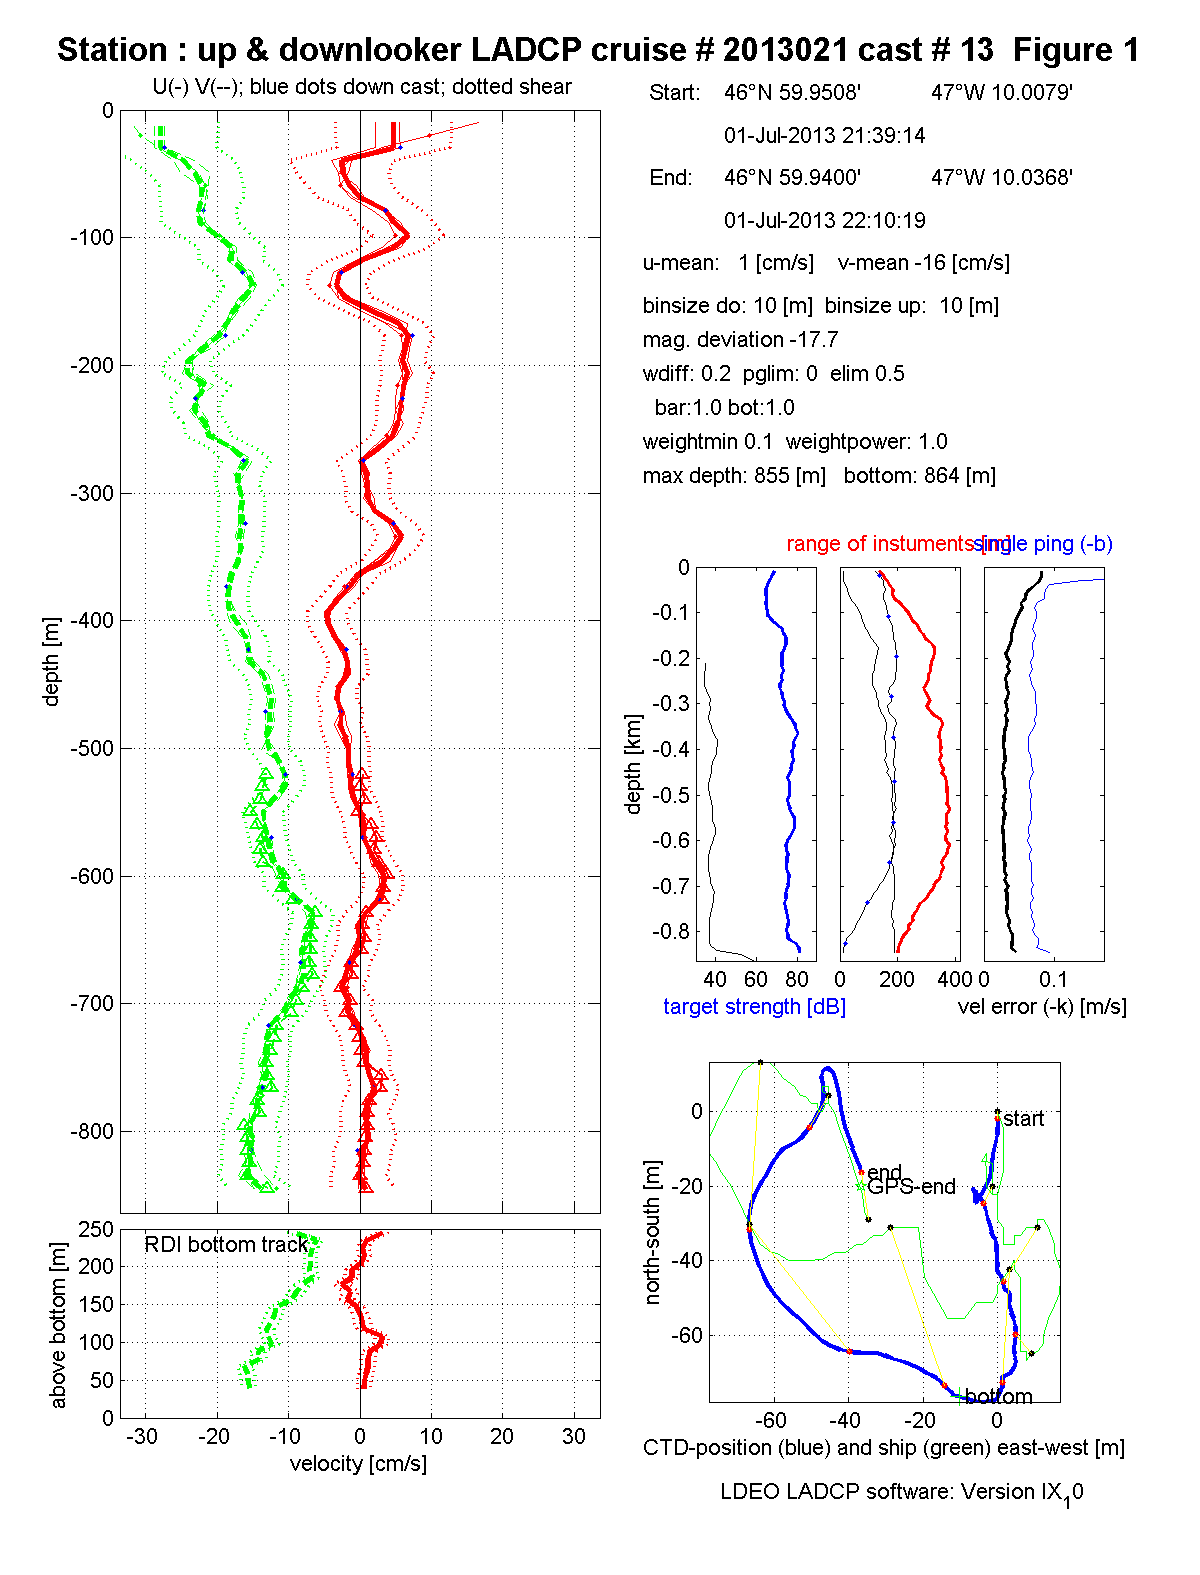 Station : up & downlooker LADCP cruise # 2013021 cast # 13  Figure 1
U(-) V(--); blue dots down cast; dotted shear
0
-100
-200
-300
-400
-500
-600
-700
-800
depth [m]
Start: 46°N 59.9508' 47°W 10.0079'
01-Jul-2013 21:39:14
End: 46°N 59.9400' 47°W 10.0368'
01-Jul-2013 22:10:19
u-mean: 1 [cm/s] v-mean -16 [cm/s]
binsize do: 10 [m] binsize up: 10 [m]
mag. deviation -17.7
wdiff: 0.2 pglim: 0 elim 0.5
bar:1.0 bot:1.0
weightmin 0.1 weightpower: 1.0
max depth: 855 [m] bottom: 864 [m]
range of instuments [m]
single ping (-b)
0
-0.1
-0.2
-0.3
-0.4
-0.5
-0.6
-0.7
-0.8
depth [km]
40 60 80
target strength [dB]
0 200 400
0 0.1
vel error (-k) [m/s]
RDI bottom track
250
200
150
100
50
0
above bottom [m]
-30 -20 -10 0 10 20 30
velocity [cm/s]
start
end
GPS-end
bottom
0
-20
-40
-60
north-south [m]
-60 -40 -20 0
CTD-position (blue) and ship (green) east-west [m]
LDEO LADCP software: Version IX10